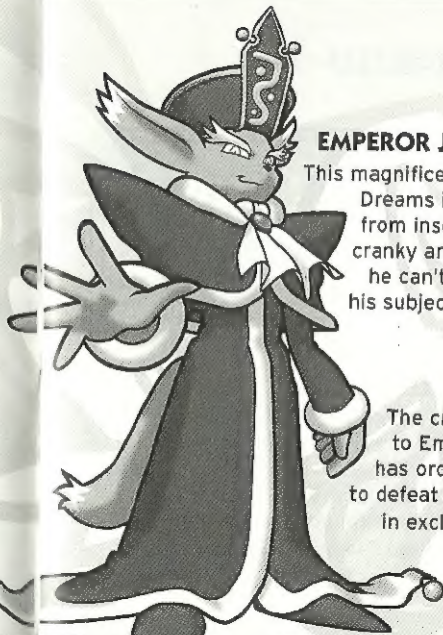 EMPEROR J
This magnifice
Dreams i
from inso
cranky ar
he can't
his subjec
The cr
to Em
has orc
to defeat
in excl